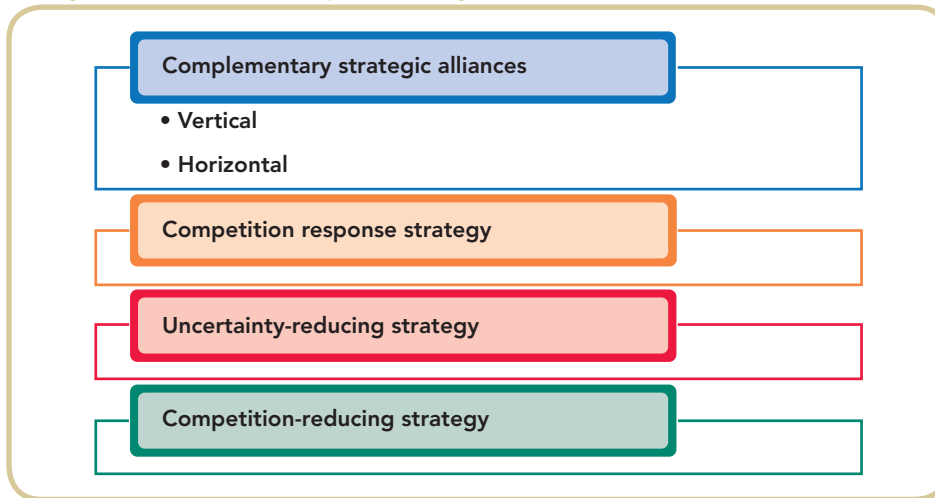 Complementary strategic alliances
• Vertical
• Horizontal
Competition response strategy
Uncertainty-reducing strategy
Competition-reducing strategy